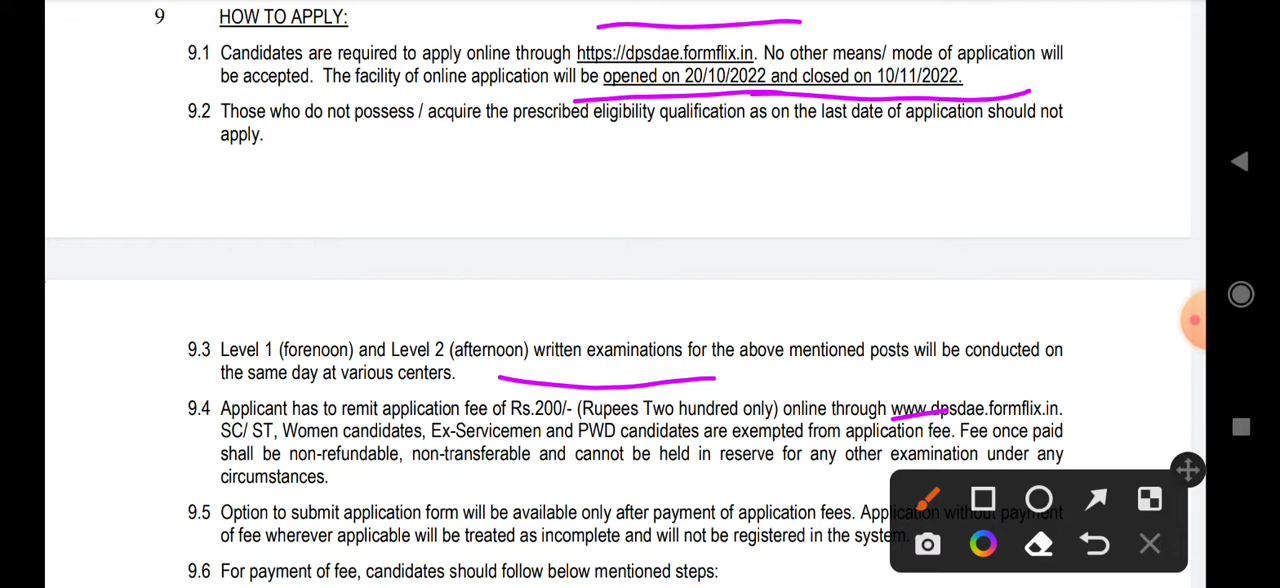 9 HOW TO APPLY:
9.1 Candidates are required to apply online through https://dpsdae.formflix.in. No other means/ mode of application will
be accepted. The facility of online application will be opened on 20/10/2022 and closed on 10/11/2022.
9.2 Those who do not possess / acquire the prescribed eligibility qualification as on the last date of application should not
apply.
9.3 Level 1 (forenoon) and Level 2 (afternoon) written examinations for the above mentioned posts will be conducted on
the same day at various centers.
9.4 Applicant has to remit application fee of Rs.200/- (Rupees Two hundred only) online through www.dpsdae.formflix.in.
SC/ ST, Women candidates, Ex-Servicemen and PWD candidates are exempted from application fee. Fee once paid
shall be non-refundable, non-transferable and cannot be held in reserve for any other examination under any
circumstances.
9.5 Option to submit application form will be available only after payment of application fees. Application without payment
of fee wherever applicable will be treated as incomplete and will not be registered in the system.
9.6 For payment of fee, candidates should follow below mentioned steps: